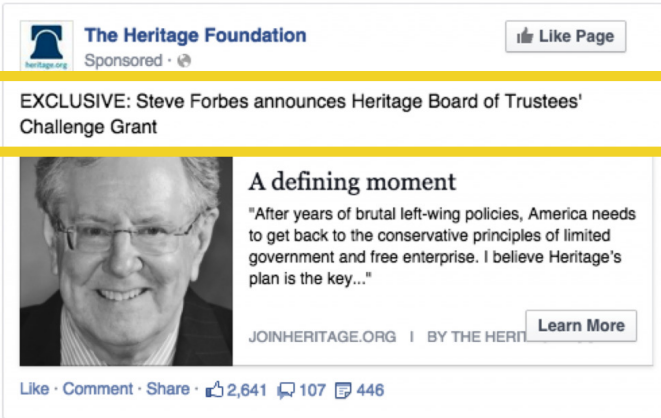 The Heritage Foundation
Like Page
heritage.org
Sponsored ·
EXCLUSIVE: Steve Forbes announces Heritage Board of Trustees'
Challenge Grant
A defining moment
"After years of brutal left-wing policies, America needs
to get back to the conservative principles of limited
government and free enterprise. I believe Heritage's
plan is the key..."
JOINHERITAGE.ORG | BY THE HERIT
Learn More
Like · Comment · Share · 2,641 107 446